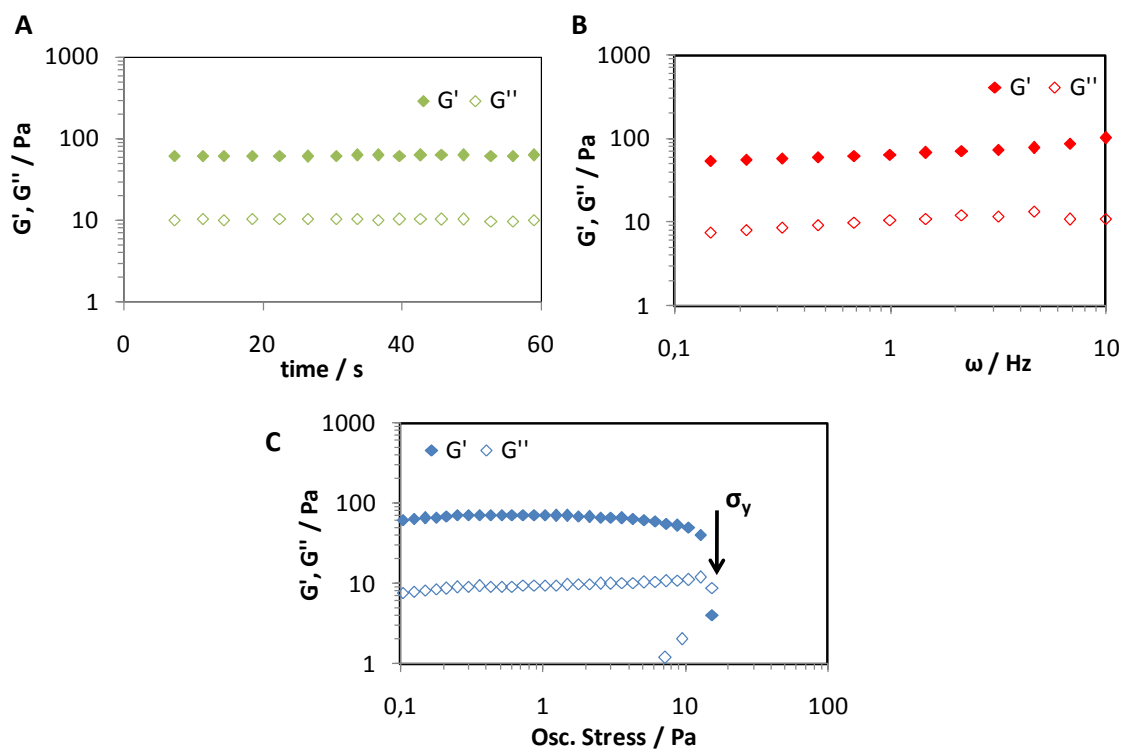 A
1000
100
10
1
G', G'' / Pa
G' G''
0 20 40 60
time / s
B
1000
100
10
1
G', G'' / Pa
G' G''
0,1 1 10
ω / Hz
C
1000
100
10
1
G', G'' / Pa
G' G''
σy
0,1 1 10 100
Osc. Stress / Pa